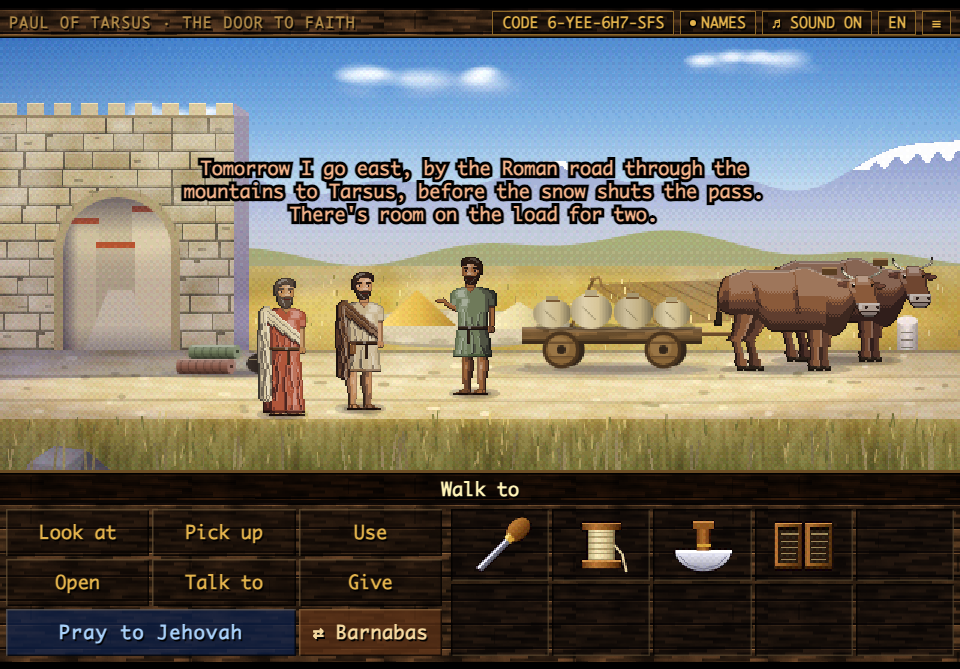 PAUL OF TARSUS · THE DOOR TO FAITH
CODE 6-YEE-6H7-SFS
• NAMES
♬ SOUND ON
EN
≡
Tomorrow I go east, by the Roman road through the
mountains to Tarsus, before the snow shuts the pass.
There's room on the load for two.
Walk to
Look at
Pick up
Use
Open
Talk to
Give
Pray to Jehovah
⇄ Barnabas